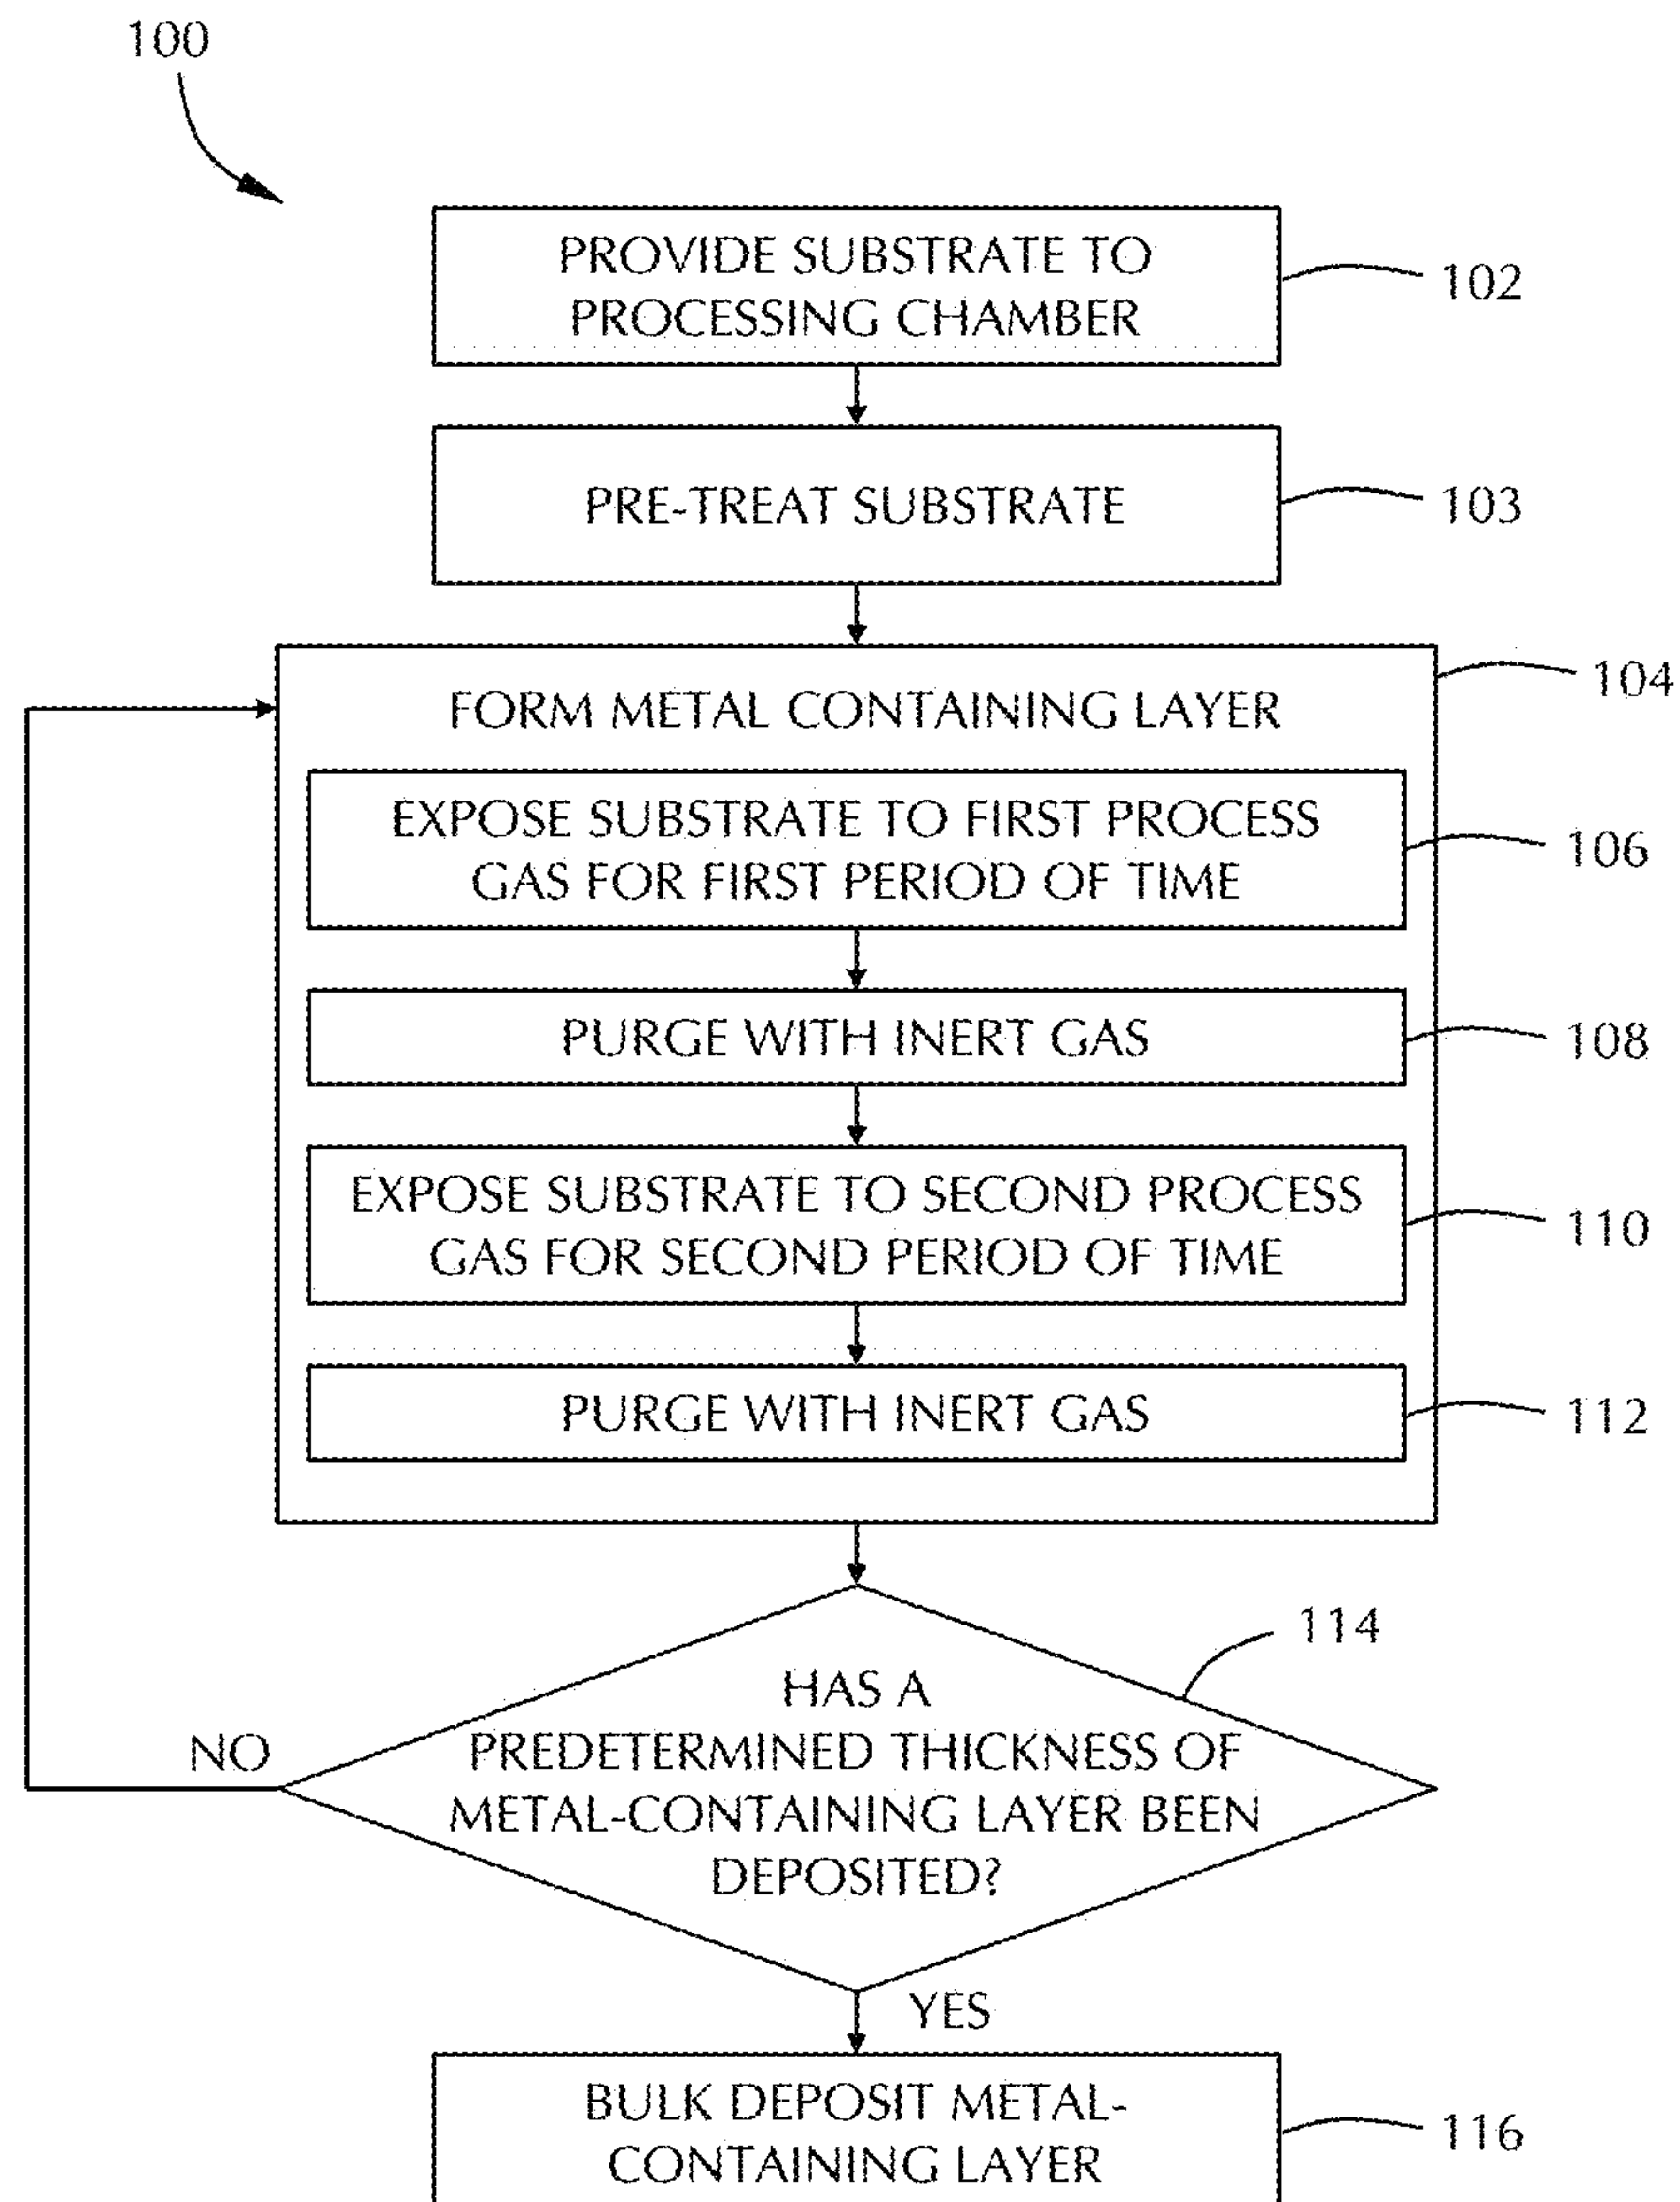 100
PROVIDE SUBSTRATE TO
PROCESSING CHAMBER
102
PRE-TREAT SUBSTRATE
103
FORM METAL CONTAINING LAYER
104
EXPOSE SUBSTRATE TO FIRST PROCESS
GAS FOR FIRST PERIOD OF TIME
106
PURGE WITH INERT GAS
108
EXPOSE SUBSTRATE TO SECOND PROCESS
GAS FOR SECOND PERIOD OF TIME
110
PURGE WITH INERT GAS
112
114
HAS A
PREDETERMINED THICKNESS OF
METAL-CONTAINING LAYER BEEN
DEPOSITED?
NO
YES
BULK DEPOSIT METAL-
CONTAINING LAYER
116